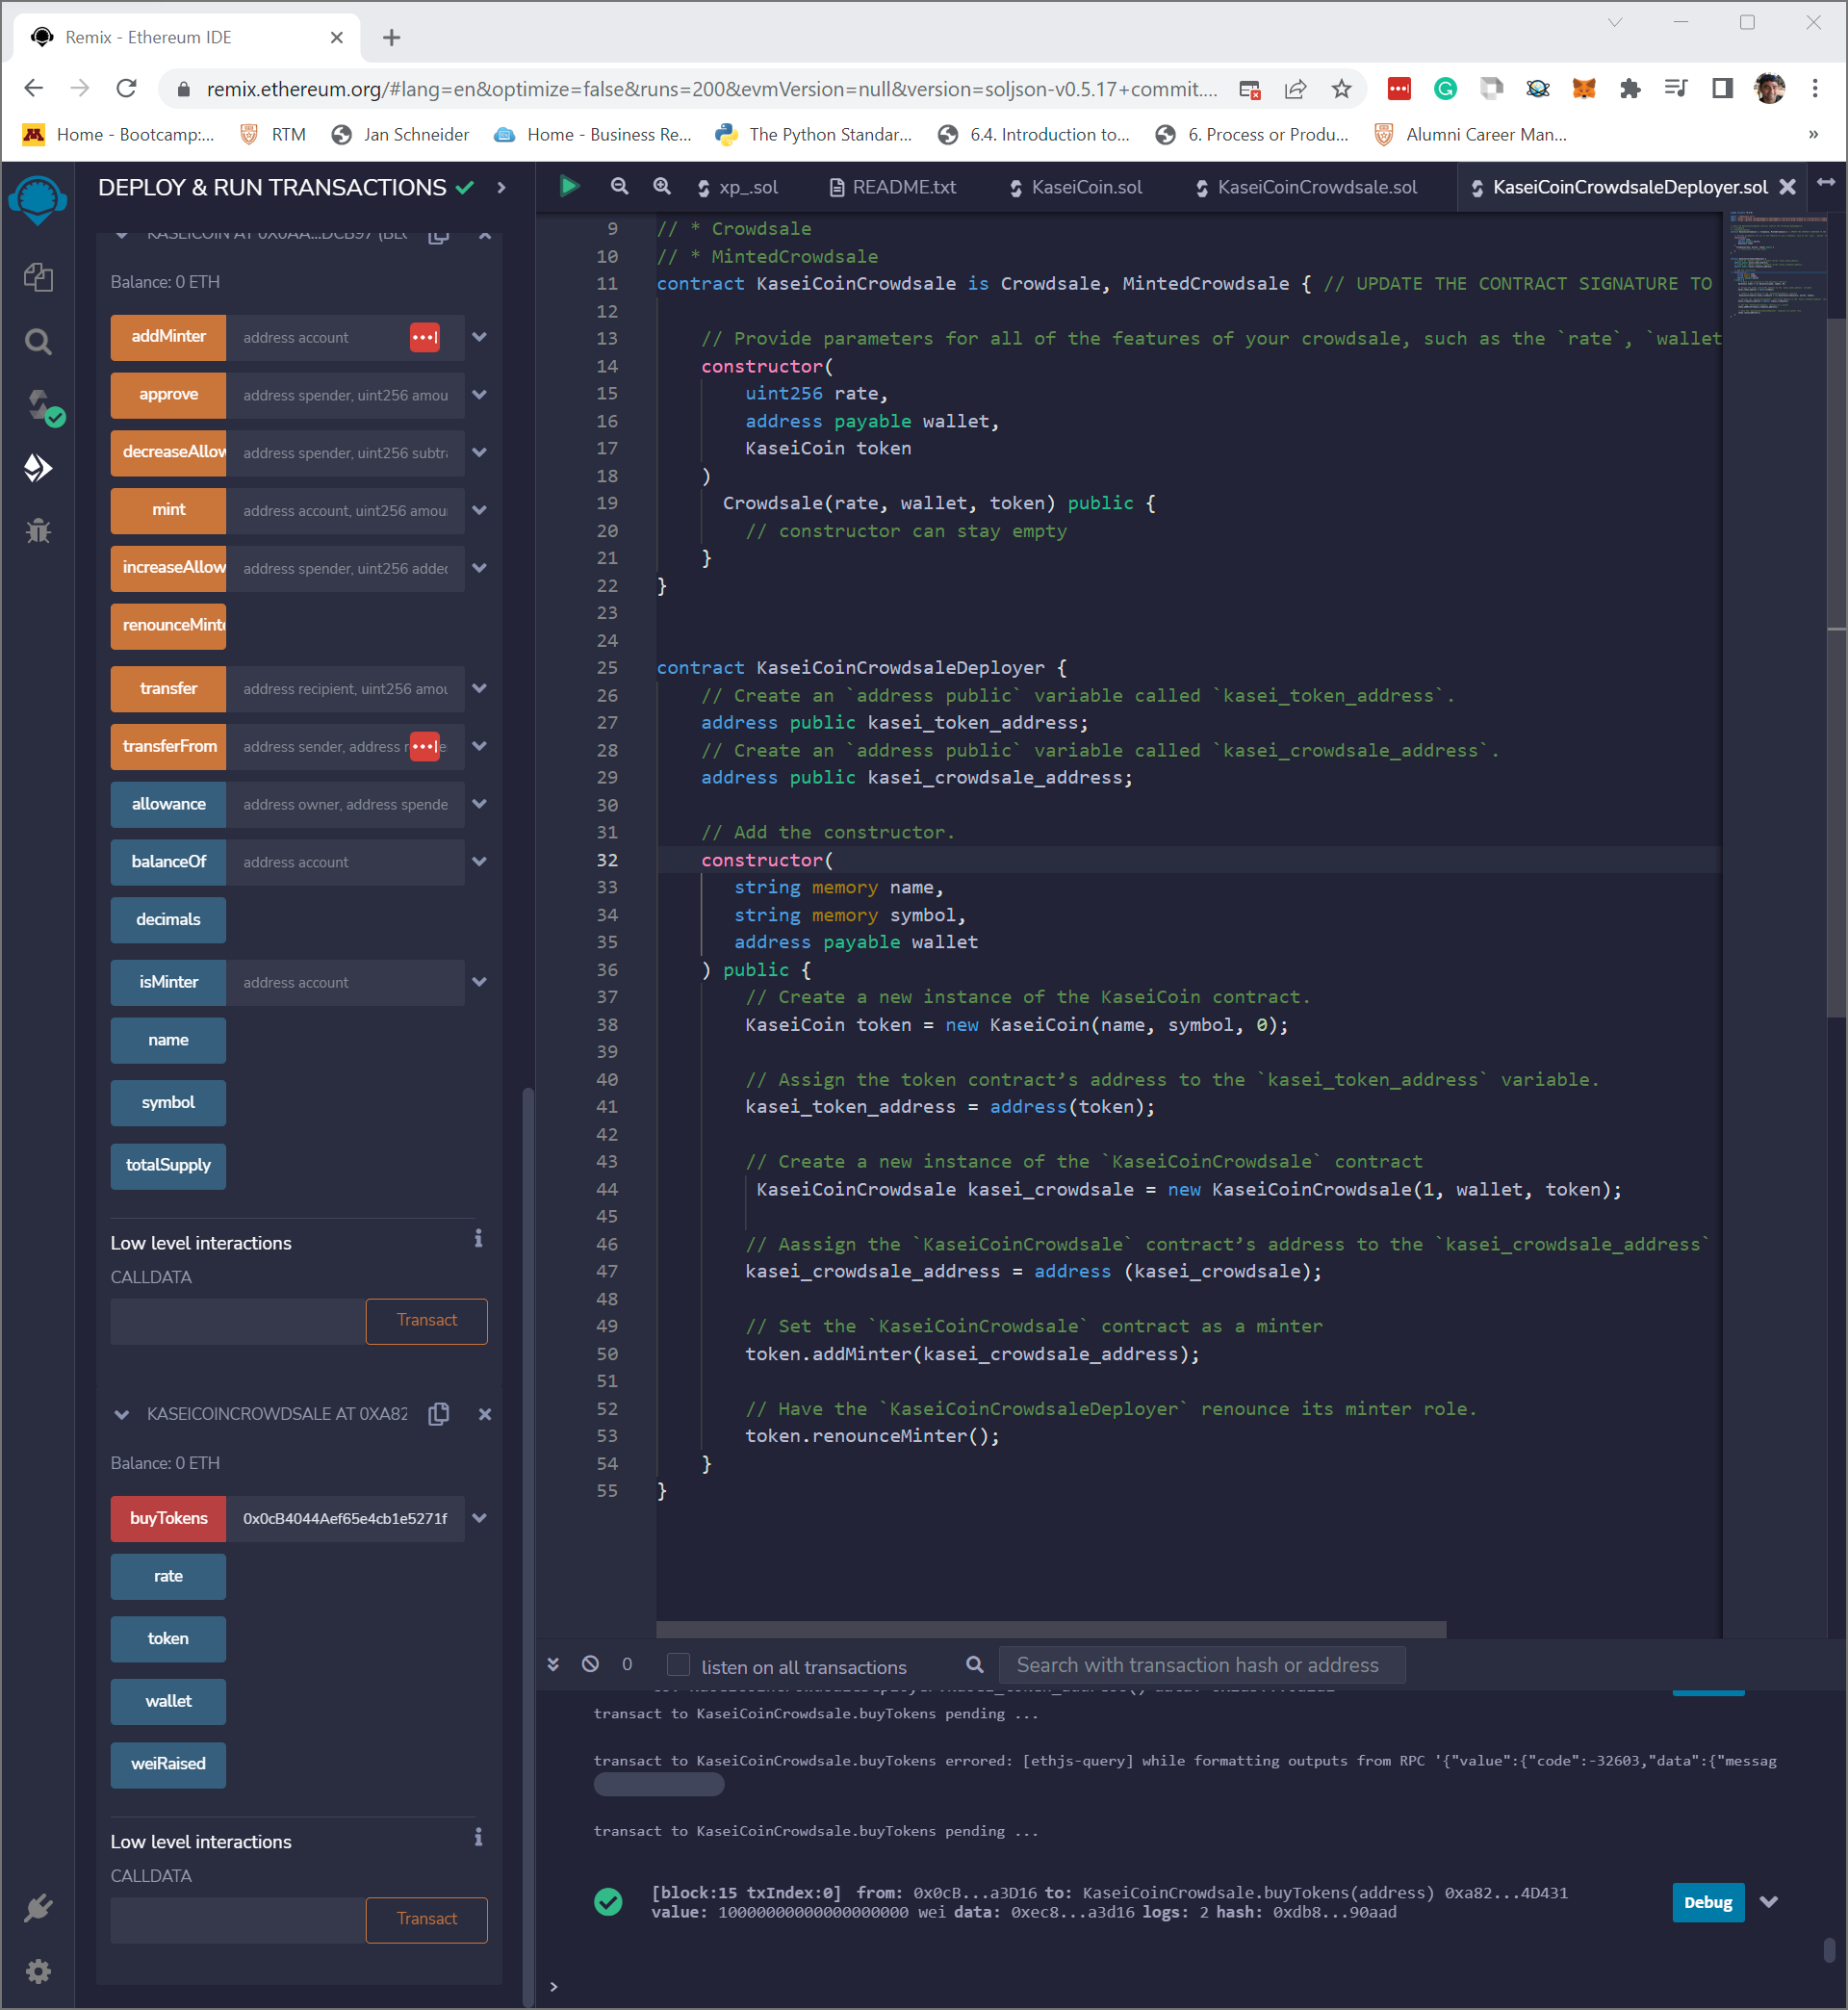 Remix - Ethereum IDE
remix.ethereum.org/#lang=en&optimize=false&runs=200&evmVersion=null&version=soljson-v0.5.17+commit....
Home - Bootcamp:... RTM Jan Schneider Home - Business Re... The Python Standar... 6.4. Introduction to... 6. Process or Produ... Alumni Career Man... »
DEPLOY & RUN TRANSACTIONS
KASEICOIN AT 0X0AA...DCB97 (BLO
Balance: 0 ETH
addMinter address account
approve address spender, uint256 amou
decreaseAllow address spender, uint256 subtr
mint address account, uint256 amou
increaseAllow address spender, uint256 added
renounceMinte
transfer address recipient, uint256 amou
transferFrom address sender, address
allowance address owner, address spende
balanceOf address account
decimals
isMinter address account
name
symbol
totalSupply
Low level interactions
CALLDATA
Transact
KASEICOINCROWDSALE AT 0XA82
Balance: 0 ETH
buyTokens 0x0cB4044Aef65e4cb1e5271f
rate
token
wallet
weiRaised
Low level interactions
CALLDATA
Transact
xp_.sol README.txt KaseiCoin.sol KaseiCoinCrowdsale.sol KaseiCoinCrowdsaleDeployer.sol
9 // * Crowdsale
10 // * MintedCrowdsale
11 contract KaseiCoinCrowdsale is Crowdsale, MintedCrowdsale { // UPDATE THE CONTRACT SIGNATURE TO
12
13 // Provide parameters for all of the features of your crowdsale, such as the `rate`, `wallet
14 constructor(
15 uint256 rate,
16 address payable wallet,
17 KaseiCoin token
18 )
19 Crowdsale(rate, wallet, token) public {
20 // constructor can stay empty
21 }
22 }
23
24
25 contract KaseiCoinCrowdsaleDeployer {
26 // Create an `address public` variable called `kasei_token_address`.
27 address public kasei_token_address;
28 // Create an `address public` variable called `kasei_crowdsale_address`.
29 address public kasei_crowdsale_address;
30
31 // Add the constructor.
32 constructor(
33 string memory name,
34 string memory symbol,
35 address payable wallet
36 ) public {
37 // Create a new instance of the KaseiCoin contract.
38 KaseiCoin token = new KaseiCoin(name, symbol, 0);
39
40 // Assign the token contract’s address to the `kasei_token_address` variable.
41 kasei_token_address = address(token);
42
43 // Create a new instance of the `KaseiCoinCrowdsale` contract
44 KaseiCoinCrowdsale kasei_crowdsale = new KaseiCoinCrowdsale(1, wallet, token);
45
46 // Aassign the `KaseiCoinCrowdsale` contract’s address to the `kasei_crowdsale_address`
47 kasei_crowdsale_address = address (kasei_crowdsale);
48
49 // Set the `KaseiCoinCrowdsale` contract as a minter
50 token.addMinter(kasei_crowdsale_address);
51
52 // Have the `KaseiCoinCrowdsaleDeployer` renounce its minter role.
53 token.renounceMinter();
54 }
55 }
0 listen on all transactions Search with transaction hash or address
transact to KaseiCoinCrowdsale.buyTokens pending ...
transact to KaseiCoinCrowdsale.buyTokens errored: [ethjs-query] while formatting outputs from RPC '{"value":{"code":-32603,"data":{"messag
transact to KaseiCoinCrowdsale.buyTokens pending ...
[block:15 txIndex:0] from: 0x0cB...a3D16 to: KaseiCoinCrowdsale.buyTokens(address) 0xa82...4D431
value: 10000000000000000000 wei data: 0xec8...a3d16 logs: 2 hash: 0xdb8...90aad
Debug
>